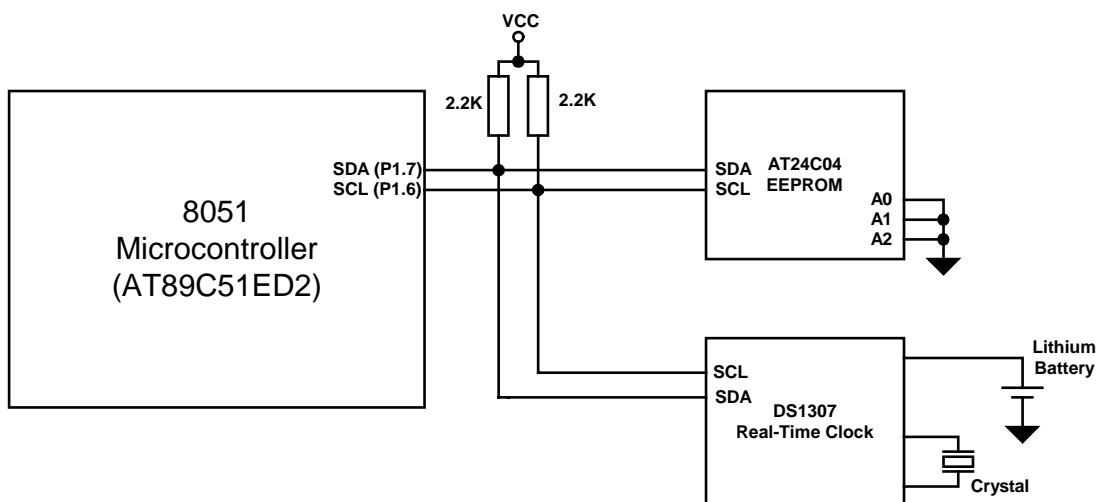 VCC
2.2K
2.2K
SDA (P1.7)
SCL (P1.6)
8051
Microcontroller
(AT89C51ED2)
SDA
SCL
AT24C04
EEPROM
A0
A1
A2
SCL
SDA
DS1307
Real-Time Clock
Lithium
Battery
Crystal